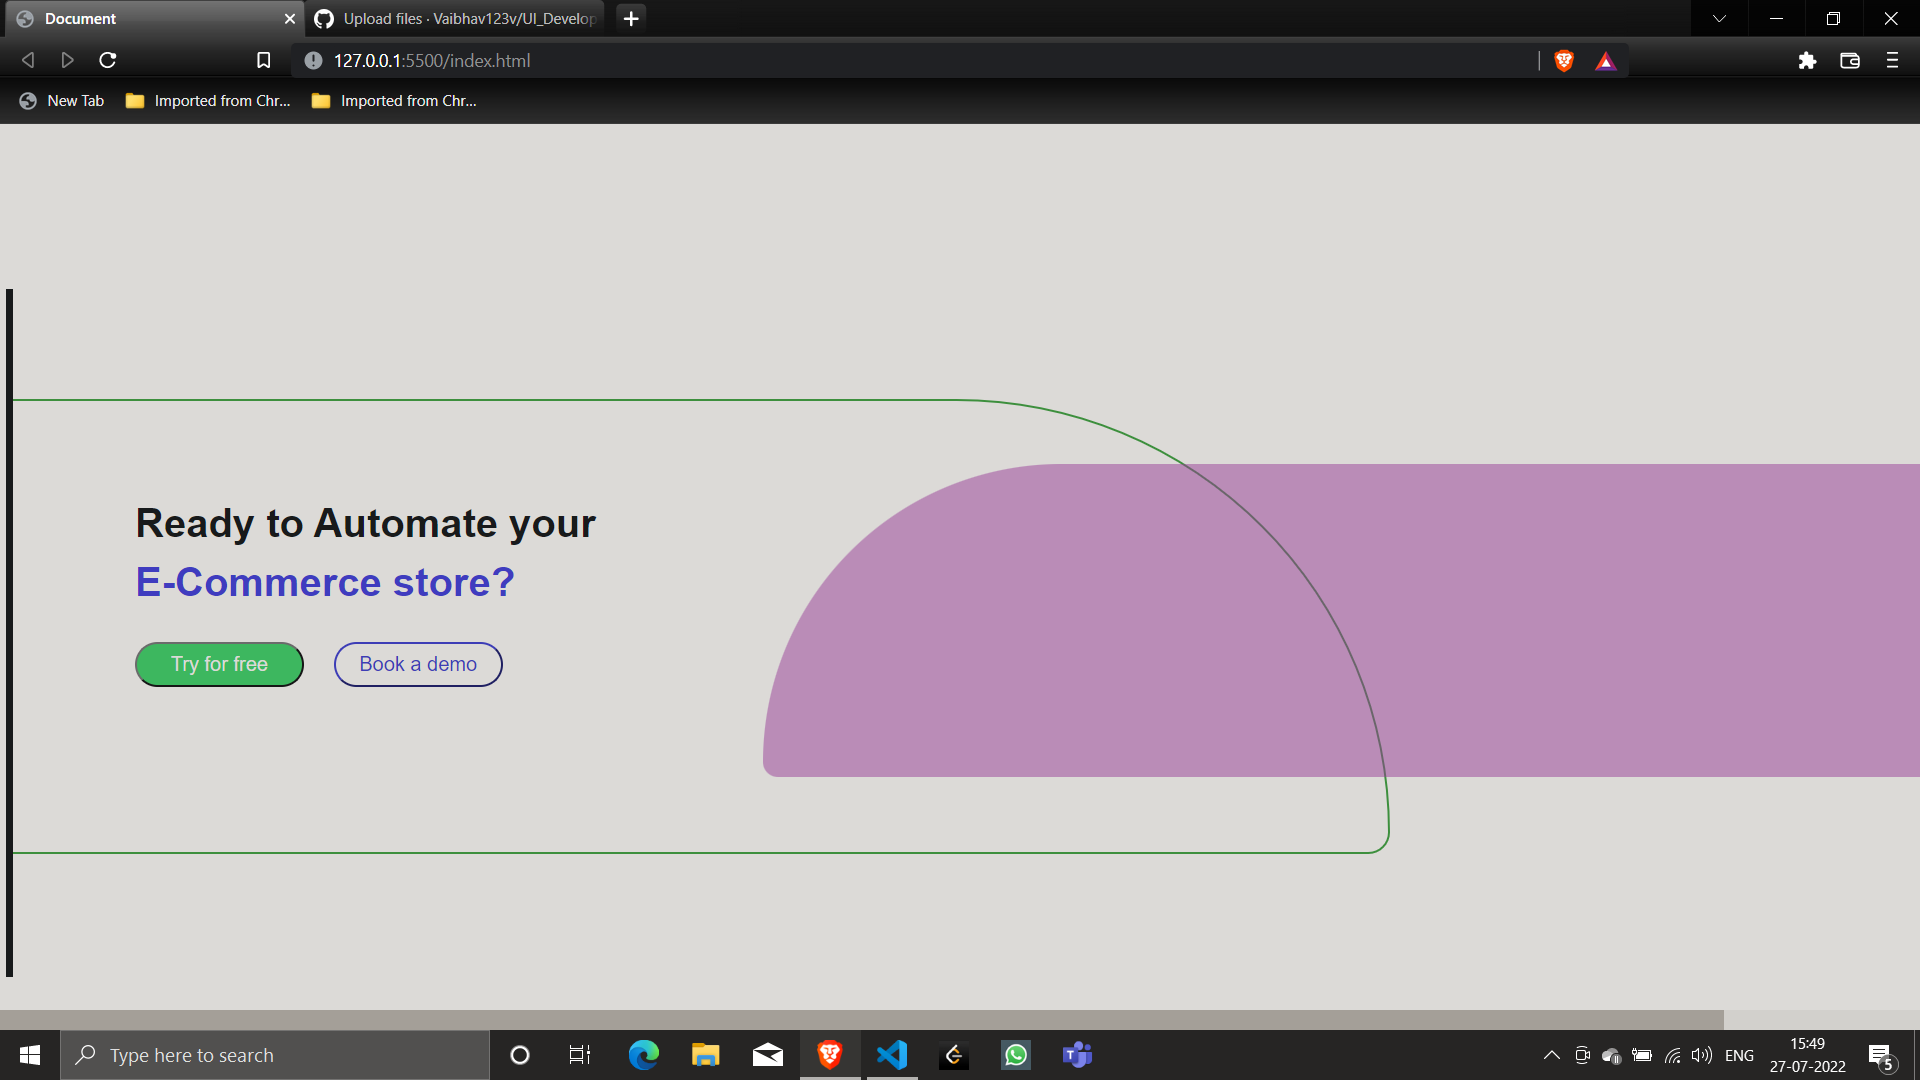 Document
Upload files · Vaibhav123v/UI_Develop
127.0.0.1:5500/index.html
New Tab
Imported from Chr...
Imported from Chr...
Ready to Automate your
E-Commerce store?
Try for free
Book a demo
Type here to search
ENG
15:49
27-07-2022
5